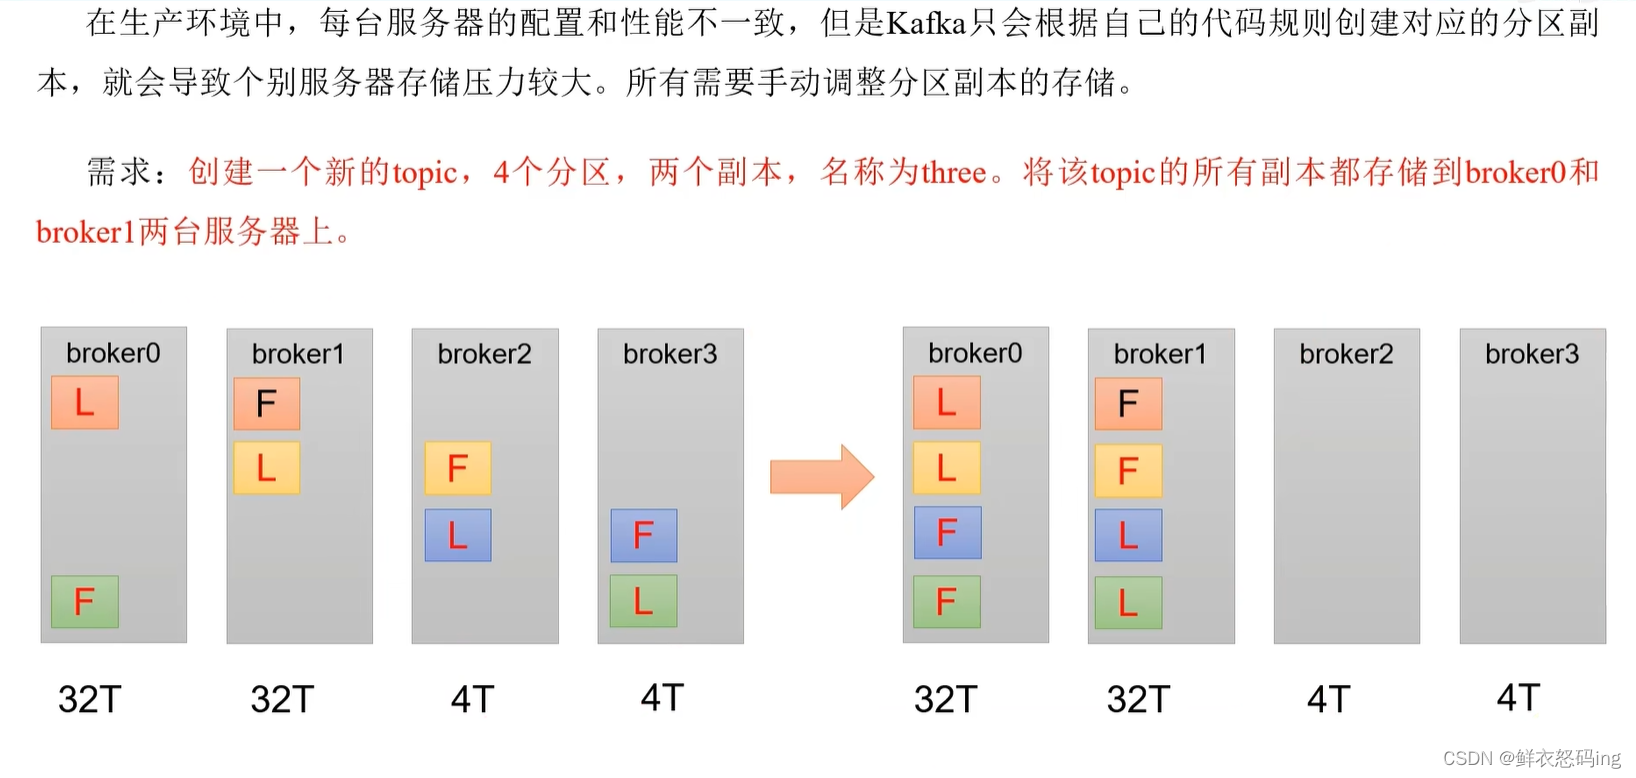 在生产环境中，每台服务器的配置和性能不一致，但是Kafka只会根据自己的代码规则创建对应的分区副
本，就会导致个别服务器存储压力较大。所有需要手动调整分区副本的存储。
需求：创建一个新的topic，4个分区，两个副本，名称为three。将该topic的所有副本都存储到broker0和
broker1两台服务器上。
broker0 broker1 broker2 broker3 broker0 broker1 broker2 broker3
L F L F
L F L F
L F F L
F L F L
32T 32T 4T 4T 32T 32T 4T 4T
CSDN @鲜衣怒码ing